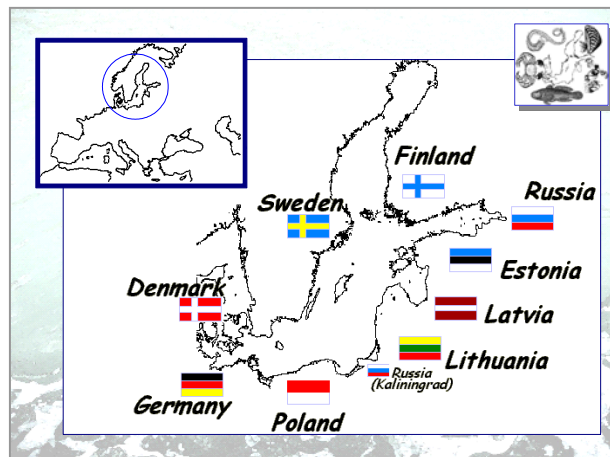 Finland
Russia
Sweden
Estonia
Denmark
Latvia
Lithuania
Russia
(Kaliningrad)
Germany
Poland